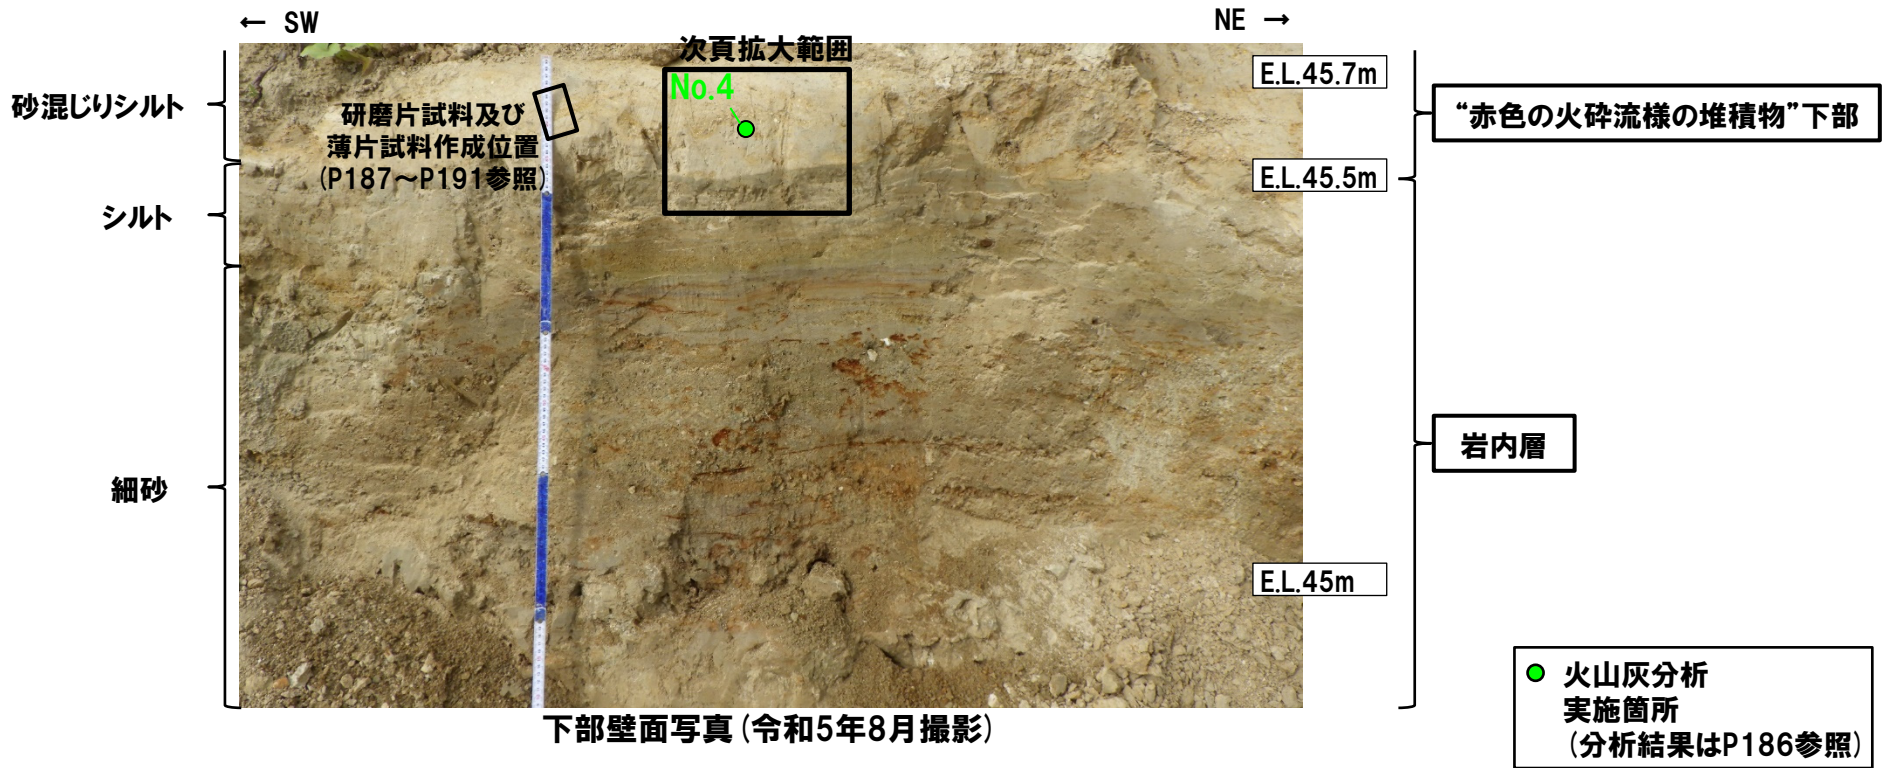 ← SW
NE →
次頁拡大範囲
No.4
E.L.45.7m
砂混じりシルト
研磨片試料及び
薄片試料作成位置
(P187～P191参照)
“赤色の火砕流様の堆積物”下部
E.L.45.5m
シルト
岩内層
細砂
E.L.45m
火山灰分析
実施箇所
(分析結果はP186参照)
下部壁面写真(令和5年8月撮影)